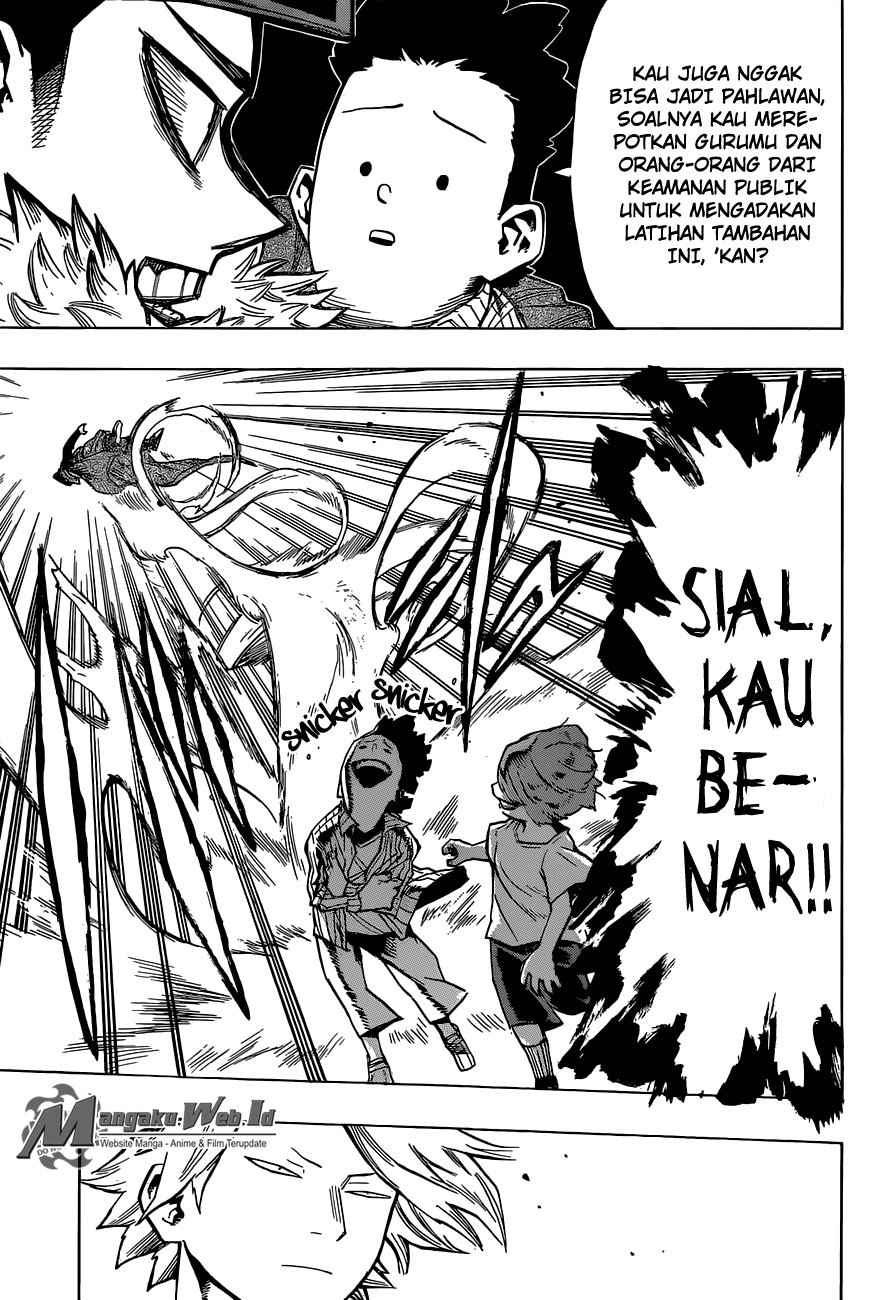 KAU JUGA NGGAK
BISA JADI PAHLAWAN,
SOALNYA KAU MERE-
POTKAN GURUMU DAN
ORANG-ORANG DARI
KEAMANAN PUBLIK
UNTUK MENGADAKAN
LATIHAN TAMBAHAN
INI, 'KAN?
SIAL,
KAU
BE-
NAR!!
snicker snicker
Mangaku.Web.Id
Website Manga - Anime & Film Terupdate